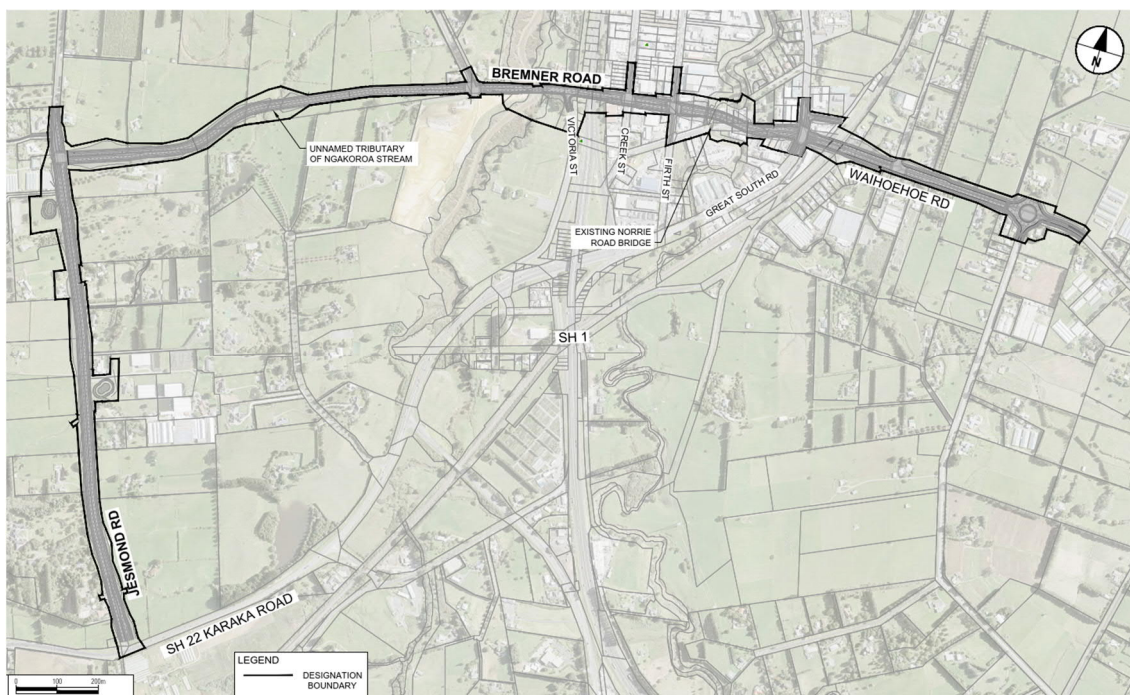 N
BREMNER ROAD
UNNAMED TRIBUTARY
OF NGAKOROA STREAM
VICTORIA ST
CREEK ST
FIRTH ST
GREAT SOUTH RD
WAIHOEHOE RD
EXISTING NORRIE
ROAD BRIDGE
SH 1
JESMOND RD
SH 22 KARAKA ROAD
LEGEND
DESIGNATION
BOUNDARY
0 100 200m